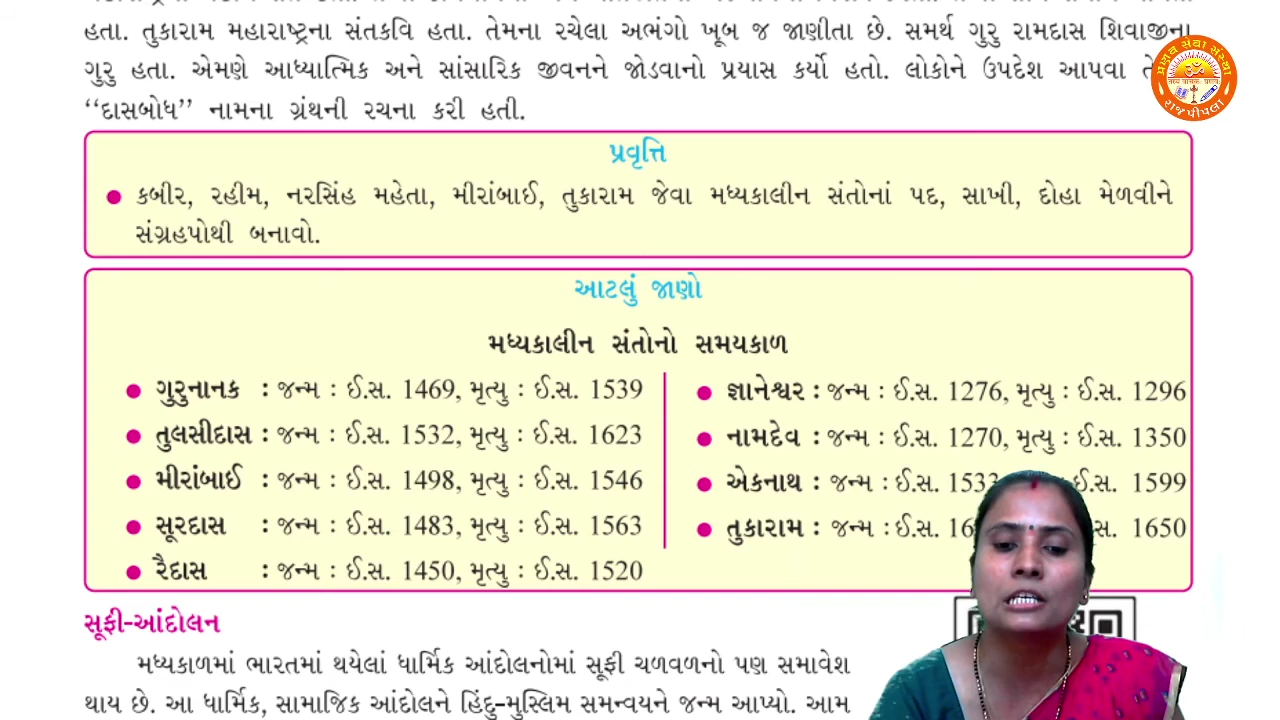 હતા. તુકારામ મહારાષ્ટ્રના સંતકવિ હતા. તેમના રચેલા અભંગો ખૂબ જ જાણીતા છે. સમર્થ ગુરુ રામદાસ શિવાજીના
ગુરુ હતા. એમણે આધ્યાત્મિક અને સાંસારિક જીવનને જોડવાનો પ્રયાસ કર્યો હતો. લોકોને ઉપદેશ આપવા
‘‘દાસબોધ’’ નામના ગ્રંથની રચના કરી હતી.
પ્રણવ સેવા સંસ્થા
રાજપીપલા
પ્રવૃત્તિ
● કબીર, રહીમ, નરસિંહ મહેતા, મીરાંબાઈ, તુકારામ જેવા મધ્યકાલીન સંતોનાં પદ, સાખી, દોહા મેળવીને
સંગ્રહપોથી બનાવો.
આટલું જાણો
મધ્યકાલીન સંતોનો સમયકાળ
● ગુરુનાનક : જન્મ : ઈ.સ. 1469, મૃત્યુ : ઈ.સ. 1539
● તુલસીદાસ : જન્મ : ઈ.સ. 1532, મૃત્યુ : ઈ.સ. 1623
● મીરાંબાઈ : જન્મ : ઈ.સ. 1498, મૃત્યુ : ઈ.સ. 1546
● સૂરદાસ : જન્મ : ઈ.સ. 1483, મૃત્યુ : ઈ.સ. 1563
● રૈદાસ : જન્મ : ઈ.સ. 1450, મૃત્યુ : ઈ.સ. 1520
● જ્ઞાનેશ્વર : જન્મ : ઈ.સ. 1276, મૃત્યુ : ઈ.સ. 1296
● નામદેવ : જન્મ : ઈ.સ. 1270, મૃત્યુ : ઈ.સ. 1350
● એકનાથ : જન્મ : ઈ.સ. 1533 ઈ.સ. 1599
● તુકારામ : જન્મ : ઈ.સ. 1650
સૂફી-આંદોલન
મધ્યકાળમાં ભારતમાં થયેલાં ધાર્મિક આંદોલનોમાં સૂફી ચળવળનો પણ સમાવેશ
થાય છે. આ ધાર્મિક, સામાજિક આંદોલને હિંદુ-મુસ્લિમ સમન્વયને જન્મ આપ્યો. આમ